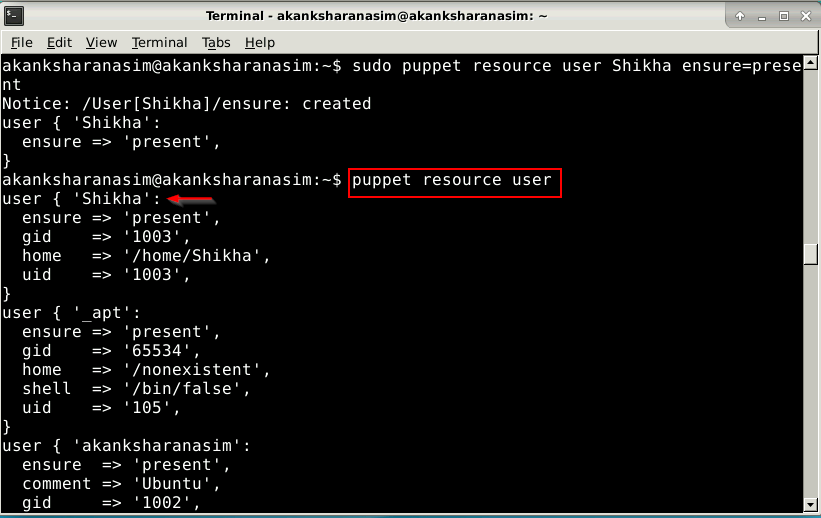 Terminal - akanksharanasim@akanksharanasim: ~
File Edit View Terminal Tabs Help
akanksharanasim@akanksharanasim:~$ sudo puppet resource user Shikha ensure=prese
nt
Notice: /User[Shikha]/ensure: created
user { 'Shikha':
  ensure => 'present',
}
akanksharanasim@akanksharanasim:~$ puppet resource user
user { 'Shikha':
  ensure => 'present',
  gid    => '1003',
  home   => '/home/Shikha',
  uid    => '1003',
}
user { '_apt':
  ensure => 'present',
  gid    => '65534',
  home   => '/nonexistent',
  shell  => '/bin/false',
  uid    => '105',
}
user { 'akanksharanasim':
  ensure  => 'present',
  comment => 'Ubuntu',
  gid     => '1002',